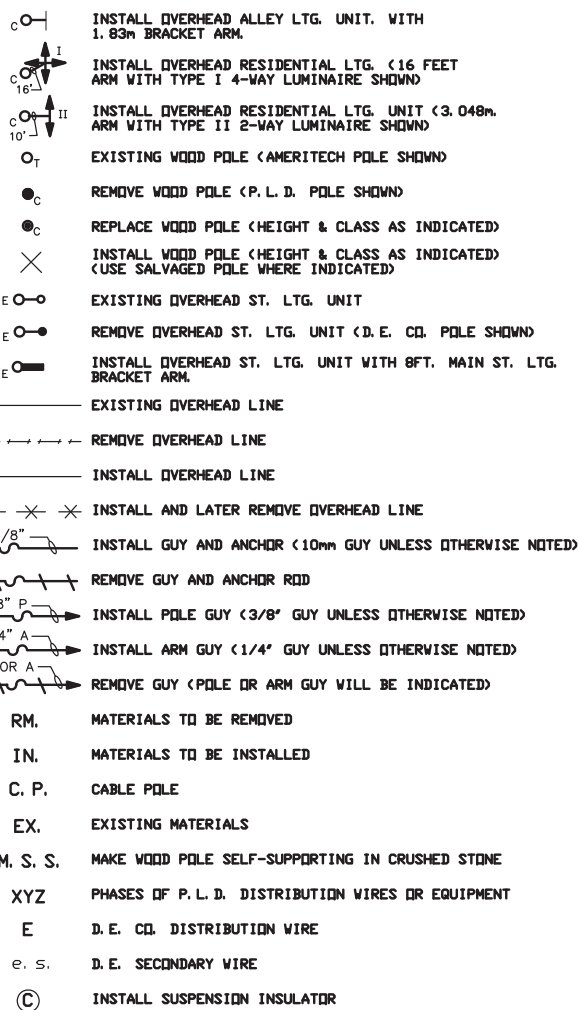 C INSTALL OVERHEAD ALLEY LTG. UNIT. WITH
1.83m BRACKET ARM.
I
C INSTALL OVERHEAD RESIDENTIAL LTG. (16 FEET
16' ARM WITH TYPE I 4-WAY LUMINAIRE SHOWN)
C II INSTALL OVERHEAD RESIDENTIAL LTG. UNIT (3.048m.
10' ARM WITH TYPE II 2-WAY LUMINAIRE SHOWN)
T EXISTING WOOD POLE (AMERITECH POLE SHOWN)
C REMOVE WOOD POLE (P.L.D. POLE SHOWN)
C REPLACE WOOD POLE (HEIGHT & CLASS AS INDICATED)
INSTALL WOOD POLE (HEIGHT & CLASS AS INDICATED)
(USE SALVAGED POLE WHERE INDICATED)
E EXISTING OVERHEAD ST. LTG. UNIT
E REMOVE OVERHEAD ST. LTG. UNIT (D.E. CO. POLE SHOWN)
E INSTALL OVERHEAD ST. LTG. UNIT WITH 8FT. MAIN ST. LTG.
BRACKET ARM.
EXISTING OVERHEAD LINE
REMOVE OVERHEAD LINE
INSTALL OVERHEAD LINE
INSTALL AND LATER REMOVE OVERHEAD LINE
/8" INSTALL GUY AND ANCHOR (10mm GUY UNLESS OTHERWISE NOTED)
REMOVE GUY AND ANCHOR ROD
8" P INSTALL POLE GUY (3/8" GUY UNLESS OTHERWISE NOTED)
4" A INSTALL ARM GUY (1/4" GUY UNLESS OTHERWISE NOTED)
OR A REMOVE GUY (POLE OR ARM GUY WILL BE INDICATED)
RM. MATERIALS TO BE REMOVED
IN. MATERIALS TO BE INSTALLED
C. P. CABLE POLE
EX. EXISTING MATERIALS
M. S. S. MAKE WOOD POLE SELF-SUPPORTING IN CRUSHED STONE
XYZ PHASES OF P.L.D. DISTRIBUTION WIRES OR EQUIPMENT
E D.E. CO. DISTRIBUTION WIRE
e. s. D.E. SECONDARY WIRE
C INSTALL SUSPENSION INSULATOR